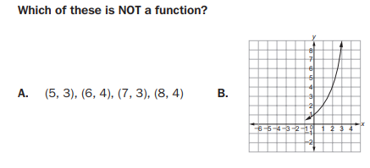 Which of these is NOT a function?
y
8
7
6
5
4
3
2
1
A. (5, 3), (6, 4), (7, 3), (8, 4) B.
-6 -5 -4 -3 -2 -1 0 1 2 3 4 x
-1
-2